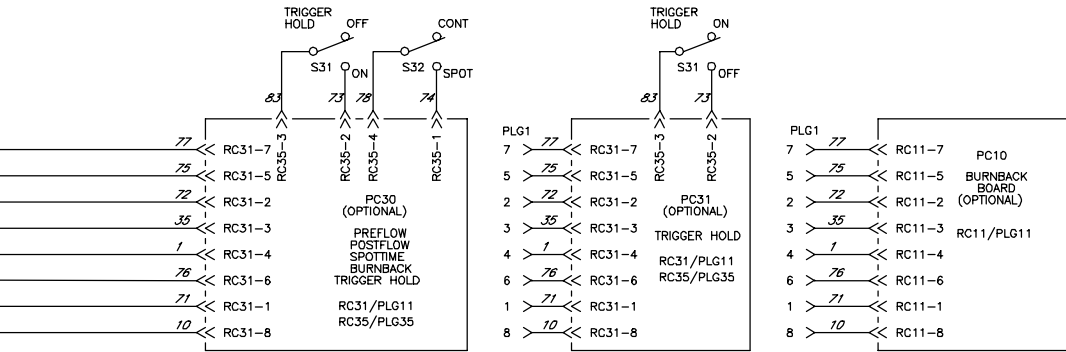 TRIGGER
HOLD OFF
CONT
S31
ON
S32
SPOT
83
73
78
74
RC35-3
RC35-2
RC35-4
RC35-1
77 RC31-7
75 RC31-5
72 RC31-2
35 RC31-3
1 RC31-4
76 RC31-6
71 RC31-1
10 RC31-8
PC30
(OPTIONAL)
PREFLOW
POSTFLOW
SPOTTIME
BURNBACK
TRIGGER HOLD
RC31/PLG11
RC35/PLG35
TRIGGER
HOLD ON
S31
OFF
83
73
RC35-3
RC35-2
PLG1
7 77 RC31-7
5 75 RC31-5
2 72 RC31-2
3 35 RC31-3
4 1 RC31-4
6 76 RC31-6
1 71 RC31-1
8 10 RC31-8
PC31
(OPTIONAL)
TRIGGER HOLD
RC31/PLG11
RC35/PLG35
PLG1
7 77 RC11-7
5 75 RC11-5
2 72 RC11-2
3 35 RC11-3
4 1 RC11-4
6 76 RC11-6
1 71 RC11-1
8 10 RC11-8
PC10
BURNBACK
BOARD
(OPTIONAL)
RC11/PLG11